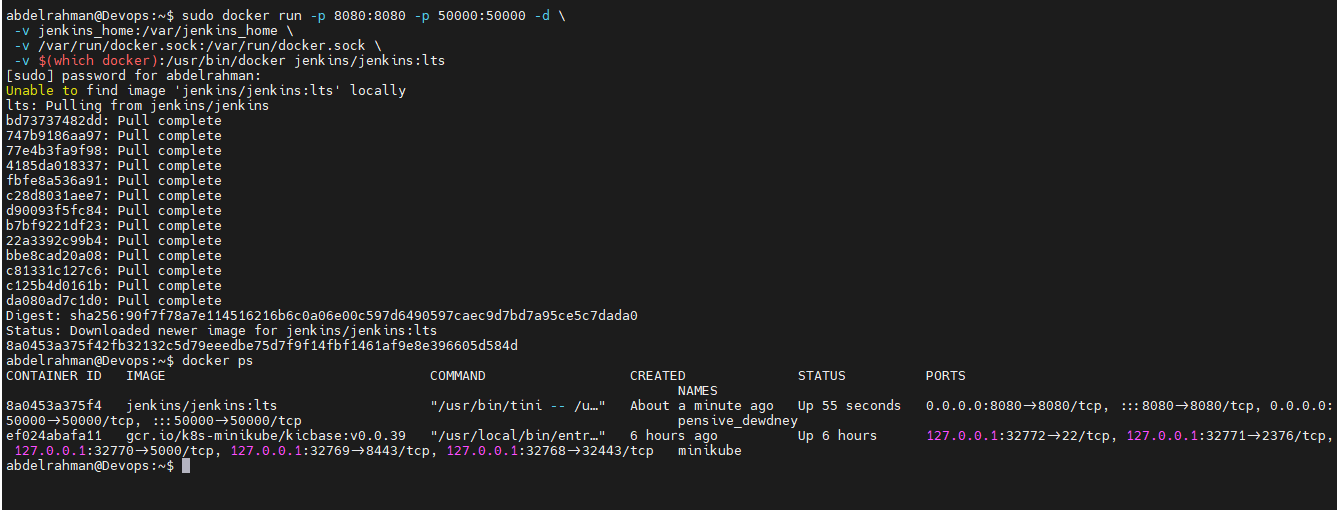 abdelrahman@Devops:~$ sudo docker run -p 8080:8080 -p 50000:50000 -d \
 -v jenkins_home:/var/jenkins_home \
 -v /var/run/docker.sock:/var/run/docker.sock \
 -v $(which docker):/usr/bin/docker jenkins/jenkins:lts
[sudo] password for abdelrahman:
Unable to find image 'jenkins/jenkins:lts' locally
lts: Pulling from jenkins/jenkins
bd73737482dd: Pull complete
747b9186aa97: Pull complete
77e4b3fa9f98: Pull complete
4185da018337: Pull complete
fbfe8a536a91: Pull complete
c28d8031aee7: Pull complete
d90093f5fc84: Pull complete
b7bf9221df23: Pull complete
22a3392c99b4: Pull complete
bbe8cad20a08: Pull complete
c81331c127c6: Pull complete
c125b4d0161b: Pull complete
da080ad7c1d0: Pull complete
Digest: sha256:90f7f78a7e114516216b6c0a06e00c597d6490597caec9d7bd7a95ce5c7dada0
Status: Downloaded newer image for jenkins/jenkins:lts
8a0453a375f42fb32132c5d79eeedbe75d7f9f14fbf1461af9e8e396605d584d
abdelrahman@Devops:~$ docker ps
CONTAINER ID   IMAGE                                 COMMAND                  CREATED              STATUS          PORTS
                                                                                    NAMES
8a0453a375f4   jenkins/jenkins:lts                   "/usr/bin/tini -- /u…"   About a minute ago   Up 55 seconds   0.0.0.0:8080->8080/tcp, :::8080->8080/tcp, 0.0.0.0:
50000->50000/tcp, :::50000->50000/tcp                                               pensive_dewdney
ef024abafa11   gcr.io/k8s-minikube/kicbase:v0.0.39   "/usr/local/bin/entr…"   6 hours ago          Up 6 hours      127.0.0.1:32772->22/tcp, 127.0.0.1:32771->2376/tcp,
 127.0.0.1:32770->5000/tcp, 127.0.0.1:32769->8443/tcp, 127.0.0.1:32768->32443/tcp   minikube
abdelrahman@Devops:~$